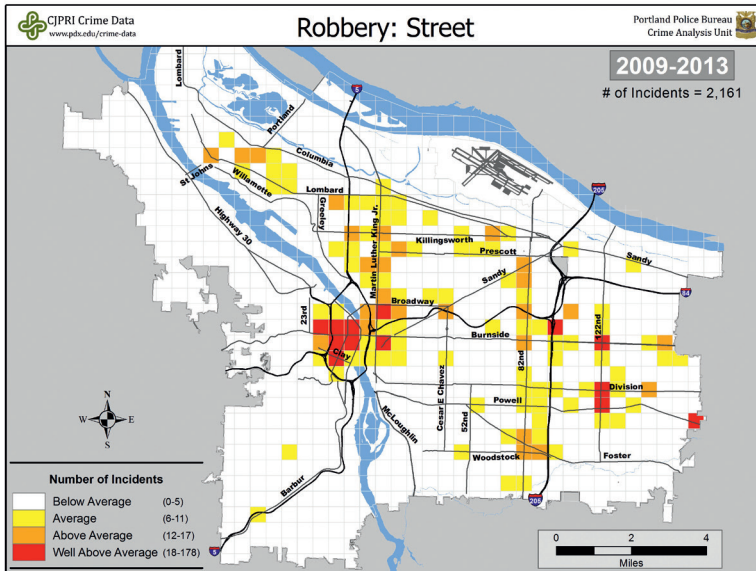 CJPRI Crime Data
www.pdx.edu/crime-data
Robbery: Street
Portland Police Bureau
Crime Analysis Unit
2009-2013
# of Incidents = 2,161
Lombard
5
Portland
Columbia
St Johns
Willamette
Lombard
Greeley
Highway 30
Martin Luther King Jr.
Killingsworth
Prescott
Sandy
Sandy
205
84
23rd
Broadway
Burnside
Clay
82nd
122nd
Cesar E Chavez
Division
Powell
52nd
McLoughlin
Woodstock
Foster
Barbur
205
5
N
W
E
S
Number of Incidents
Below Average (0-5)
Average (6-11)
Above Average (12-17)
Well Above Average (18-178)
0 1 2 4
Miles